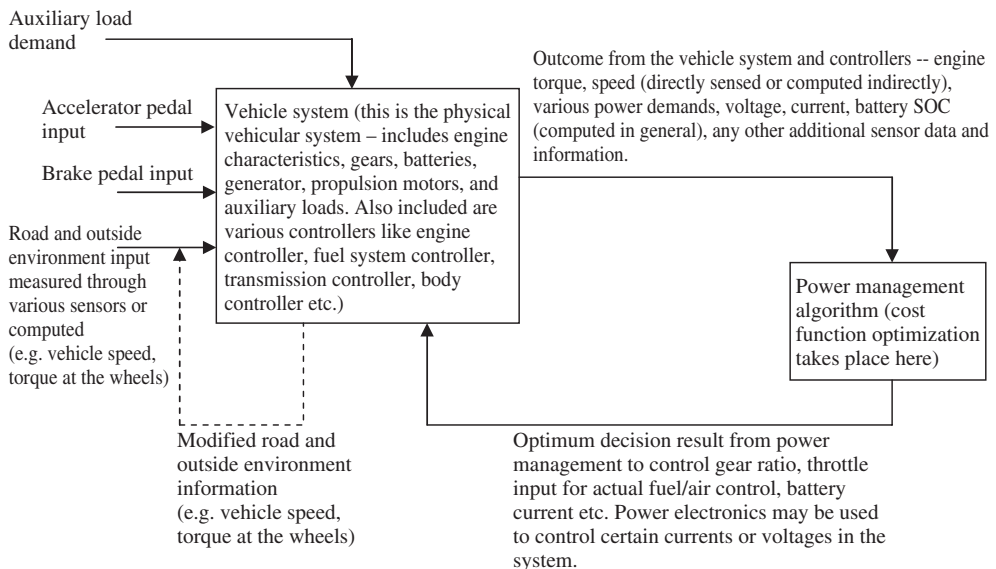 Auxiliary load
demand
Accelerator pedal
input
Brake pedal input
Road and outside
environment input
measured through
various sensors or
computed
(e.g. vehicle speed,
torque at the wheels)
Vehicle system (this is the physical
vehicular system – includes engine
characteristics, gears, batteries,
generator, propulsion motors, and
auxiliary loads. Also included are
various controllers like engine
controller, fuel system controller,
transmission controller, body
controller etc.)
Outcome from the vehicle system and controllers -- engine
torque, speed (directly sensed or computed indirectly),
various power demands, voltage, current, battery SOC
(computed in general), any other additional sensor data and
information.
Power management
algorithm (cost
function optimization
takes place here)
Modified road and
outside environment
information
(e.g. vehicle speed,
torque at the wheels)
Optimum decision result from power
management to control gear ratio, throttle
input for actual fuel/air control, battery
current etc. Power electronics may be used
to control certain currents or voltages in the
system.